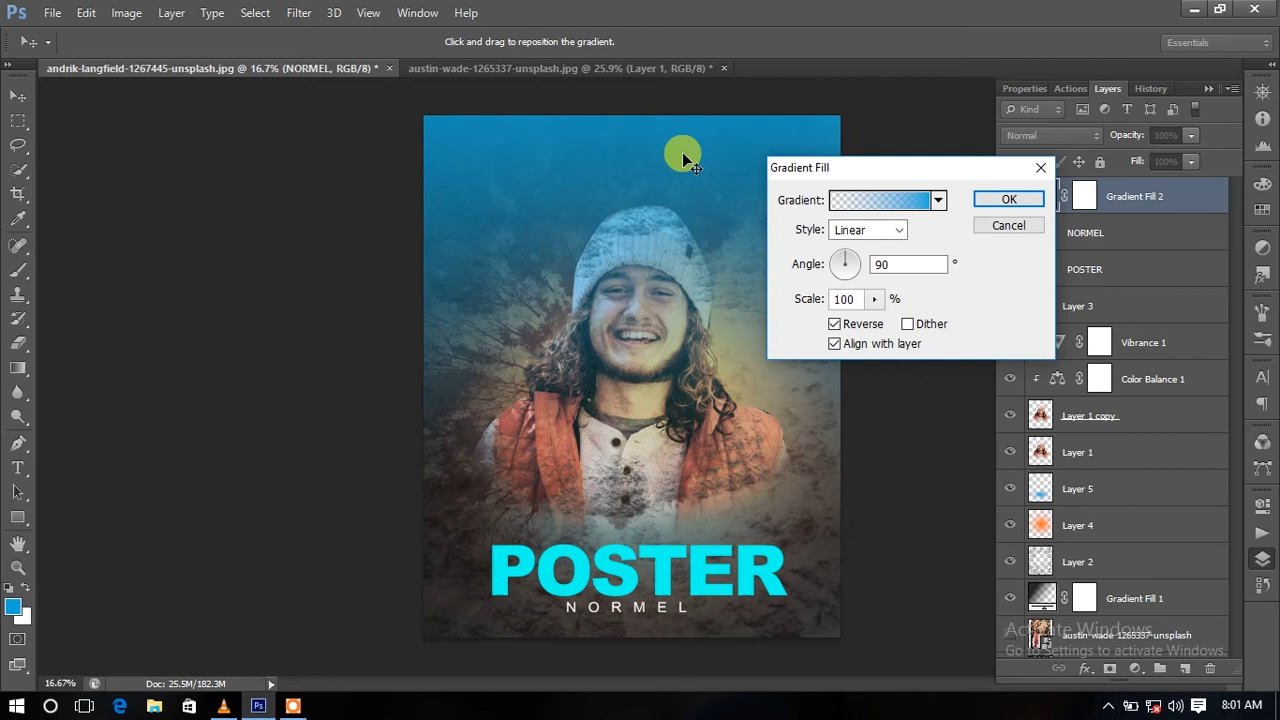 Ps File Edit Image Layer Type Select Filter 3D View Window Help
Click and drag to reposition the gradient.
Essentials
andrik-langfield-1267445-unsplash.jpg @ 16.7% (NORMEL, RGB/8) *
austin-wade-1265337-unsplash.jpg @ 25.9% (Layer 1, RGB/8) *
Properties Actions Layers History
Kind
Normal Opacity: 100%
Fill: 100%
Gradient Fill
Gradient: OK
Style: Linear Cancel
Angle: 90 °
Scale: 100 %
Reverse Dither
Align with layer
Gradient Fill 2
NORMEL
POSTER
Layer 3
Vibrance 1
Color Balance 1
Layer 1 copy
Layer 1
Layer 5
Layer 4
Layer 2
Gradient Fill 1
austin-wade-1265337-unsplash
Activate Windows
Go to Settings to activate Windows.
POSTER
NORMEL
16.67% Doc: 25.5M/182.3M
8:01 AM